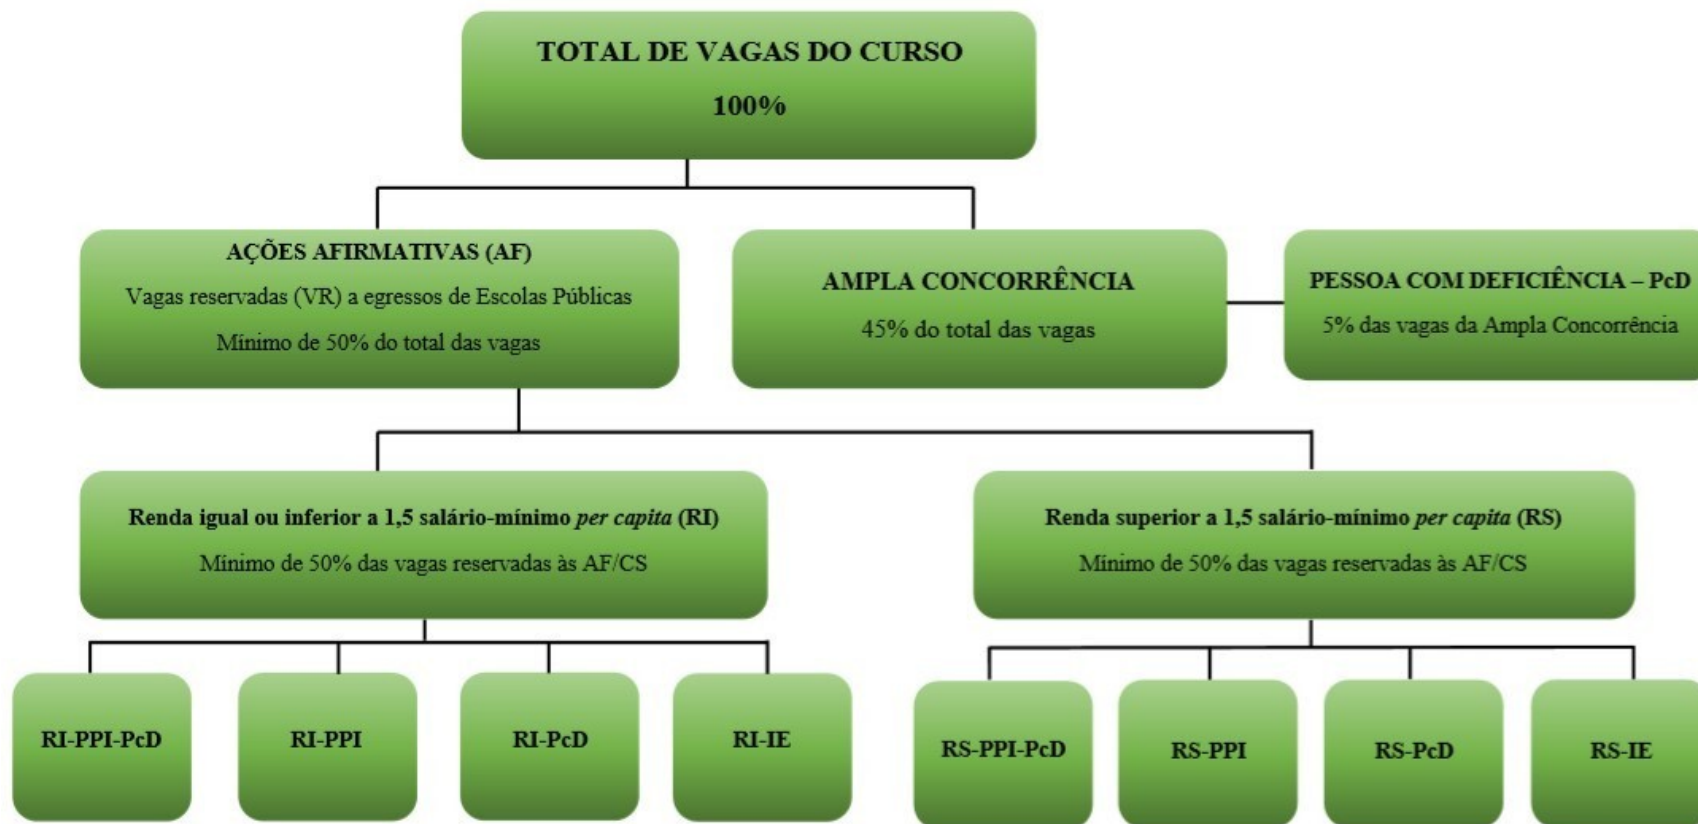 TOTAL DE VAGAS DO CURSO
100%
AÇÕES AFIRMATIVAS (AF)
Vagas reservadas (VR) a egressos de Escolas Públicas
Mínimo de 50% do total das vagas
AMPLA CONCORRÊNCIA
45% do total das vagas
PESSOA COM DEFICIÊNCIA – PcD
5% das vagas da Ampla Concorrência
Renda igual ou inferior a 1,5 salário-mínimo per capita (RI)
Mínimo de 50% das vagas reservadas às AF/CS
Renda superior a 1,5 salário-mínimo per capita (RS)
Mínimo de 50% das vagas reservadas às AF/CS
RI-PPI-PcD
RI-PPI
RI-PcD
RI-IE
RS-PPI-PcD
RS-PPI
RS-PcD
RS-IE